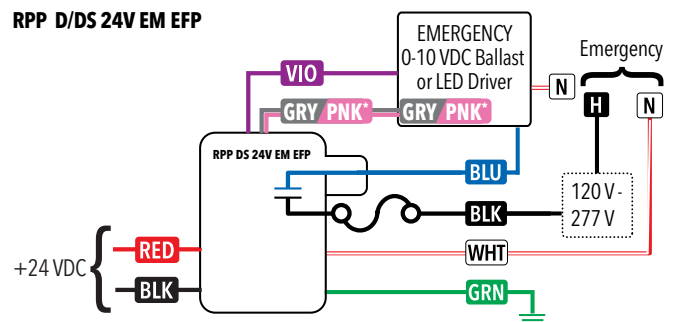 RPP D/DS 24V EM EFP
EMERGENCY
0-10 VDC Ballast
or LED Driver
Emergency
VIO
N
H
N
GRY/PNK*
GRY/PNK*
RPP DS 24V EM EFP
BLU
120 V -
277 V
BLK
RED
WHT
+24 VDC
BLK
GRN